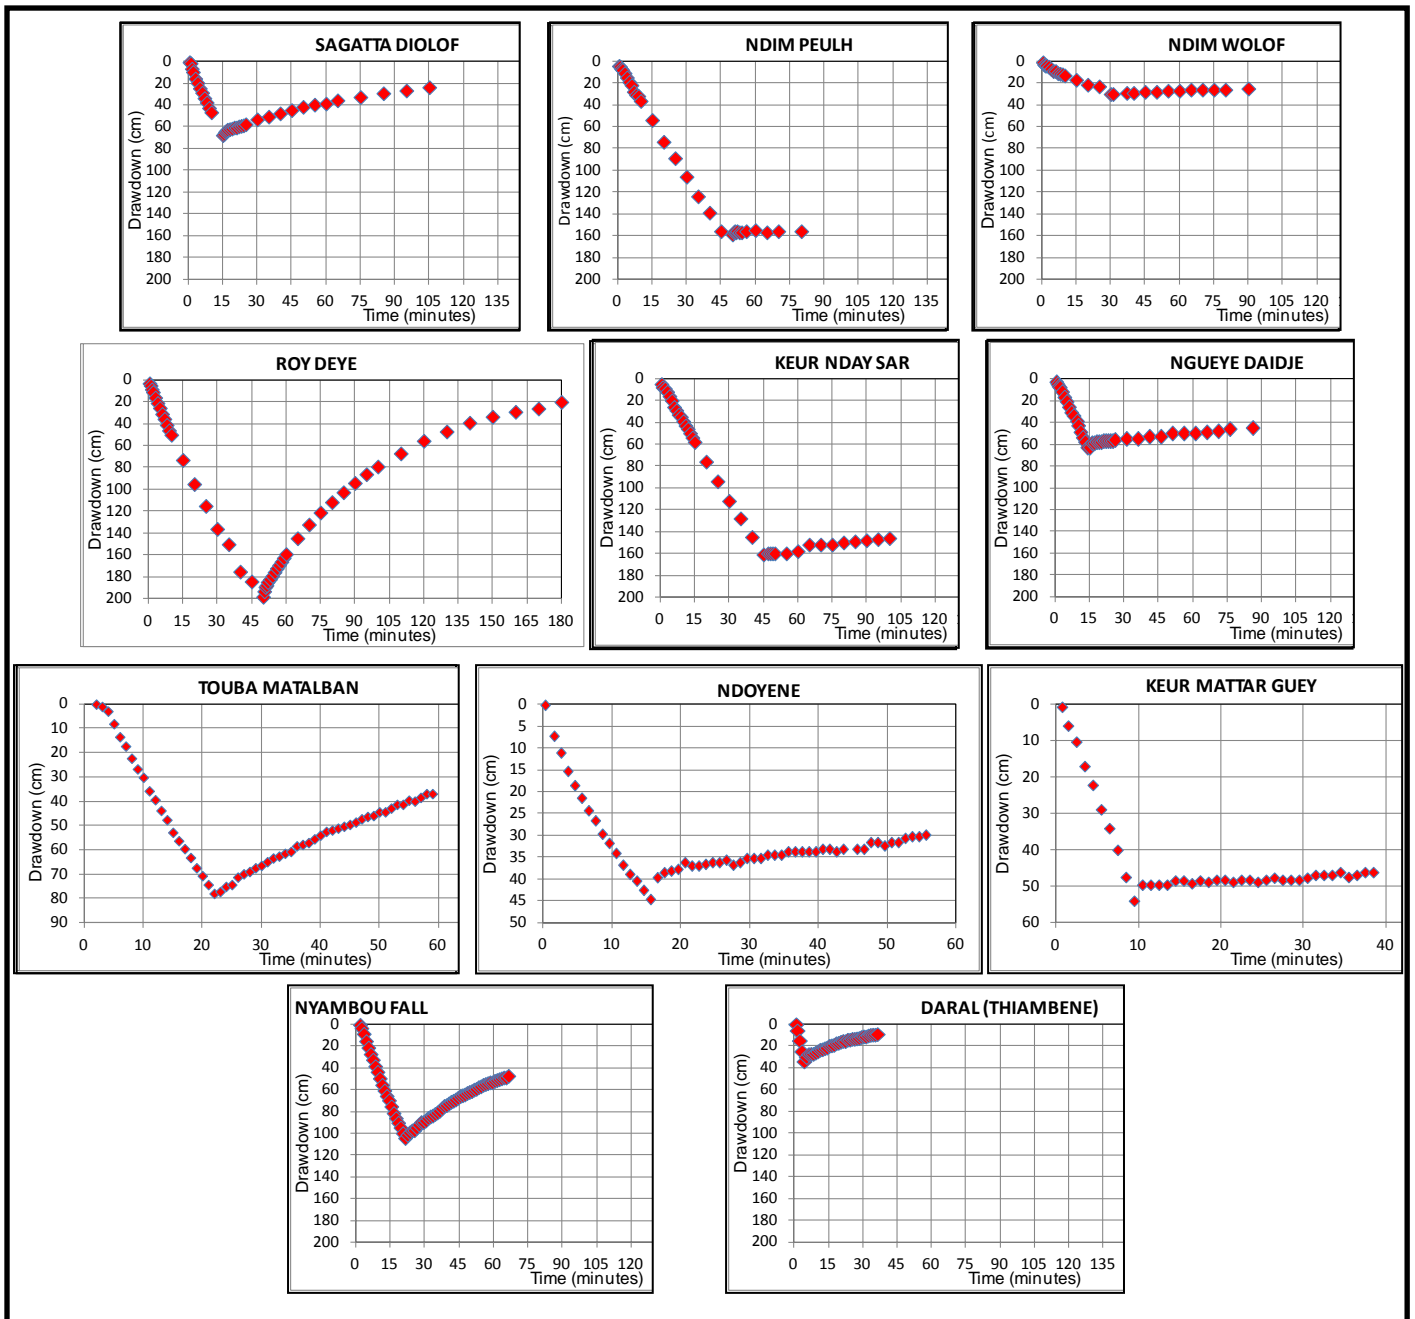 SAGATTA DIOLOF
Drawdown (cm)
0
20
40
60
80
100
120
140
160
180
200
0 15 30 45 60 75 90 105 120 135
Time (minutes)
NDIM PEULH
Drawdown (cm)
0
20
40
60
80
100
120
140
160
180
200
0 15 30 45 60 75 90 105 120 135
Time (minutes)
NDIM WOLOF
Drawdown (cm)
0
20
40
60
80
100
120
140
160
180
200
0 15 30 45 60 75 90 105 120
Time (minutes)
ROY DEYE
Drawdown (cm)
0
20
40
60
80
100
120
140
160
180
200
0 15 30 45 60 75 90 105 120 135 150 165 180
Time (minutes)
KEUR NDAY SAR
Drawdown (cm)
0
20
40
60
80
100
120
140
160
180
200
0 15 30 45 60 75 90 105 120
Time (minutes)
NGUEYE DAIDJE
Drawdown (cm)
0
20
40
60
80
100
120
140
160
180
200
0 15 30 45 60 75 90 105 120
Time (minutes)
TOUBA MATALBAN
Drawdown (cm)
0
10
20
30
40
50
60
70
80
90
0 10 20 30 40 50 60
Time (minutes)
NDOYENE
Drawdown (cm)
0
5
10
15
20
25
30
35
40
45
50
0 10 20 30 40 50 60
Time (minutes)
KEUR MATTAR GUEY
Drawdown (cm)
0
10
20
30
40
50
60
0 10 20 30 40
Time (minutes)
NYAMBOU FALL
Drawdown (cm)
0
20
40
60
80
100
120
140
160
180
200
0 15 30 45 60 75 90 105 120
Time (minutes)
DARAL (THIAMBENE)
Drawdown (cm)
0
20
40
60
80
100
120
140
160
180
200
0 15 30 45 60 75 90 105 120 135
Time (minutes)